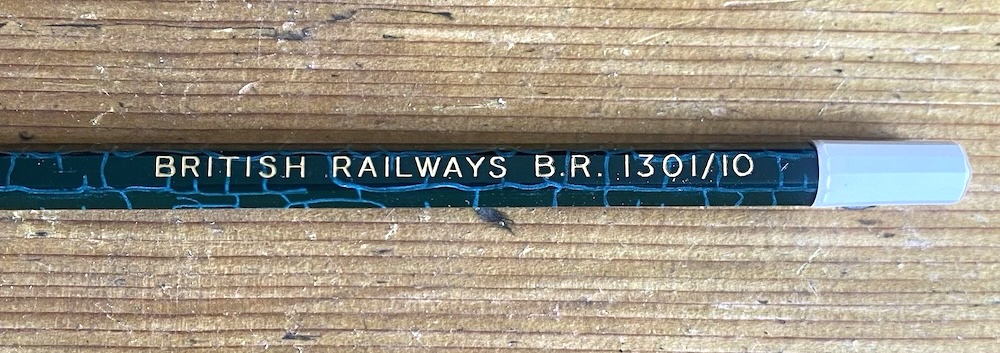 BRITISH RAILWAYS B.R. 1301/10